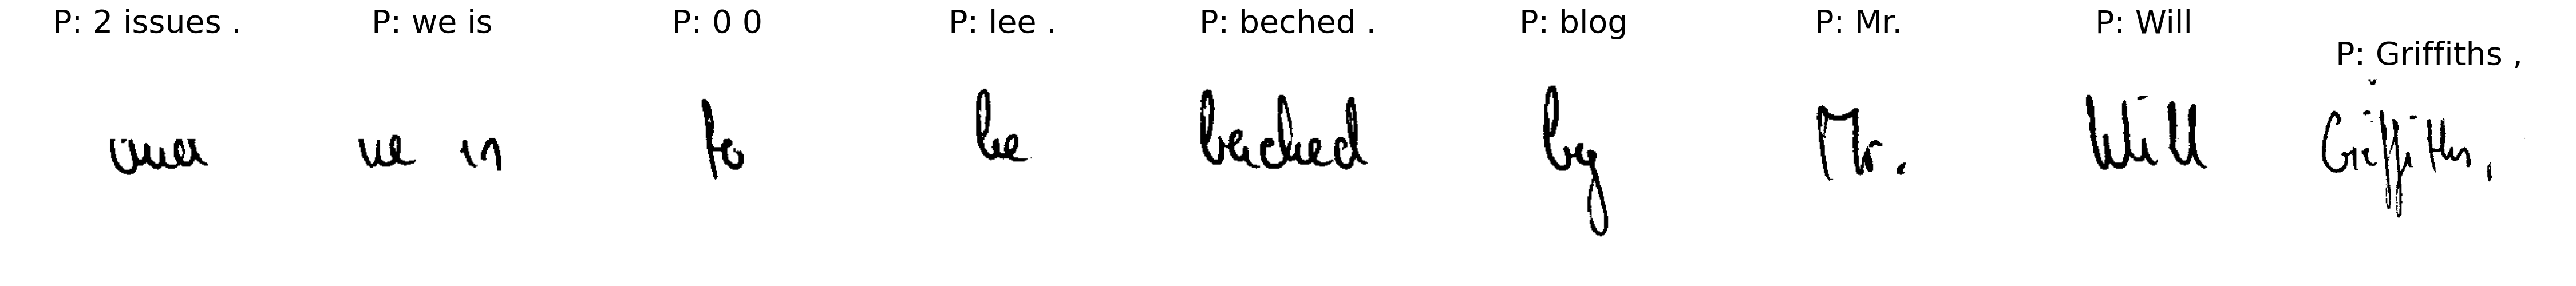 P: 2 issues . P: we is P: 0 0 P: lee . P: beched . P: blog P: Mr. P: Will P: Griffiths ,
to be backed by Mr. Will Griffiths,